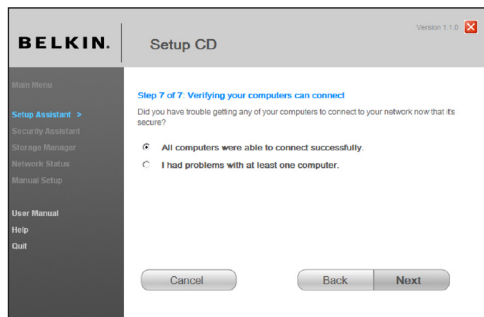 Version 1.1.0
BELKIN.
Setup CD
Main Menu
Setup Assistant >
Security Assistant
Storage Manager
Network Status
Manual Setup
User Manual
Help
Quit
Step 7 of 7: Verifying your computers can connect
Did you have trouble getting any of your computers to connect to your network now that it's
secure?
All computers were able to connect successfully.
I had problems with at least one computer.
Cancel
Back
Next